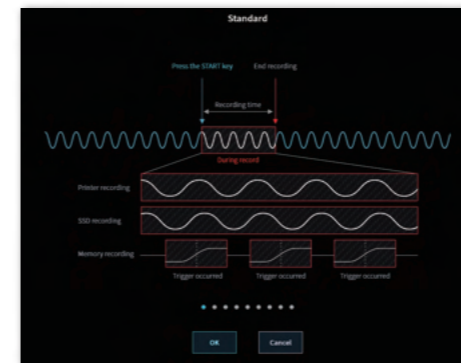 Standard
Press the START key End recording
Recording time
During record
Printer recording
SSD recording
Memory recording
Trigger occurred Trigger occurred Trigger occurred
OK Cancel